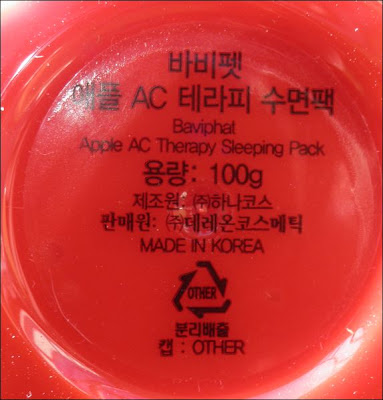 바비펫
애플 AC 테라피 수면팩
Baviphat
Apple AC Therapy Sleeping Pack
용량: 100g
제조원: ㈜하나코스
판매원: ㈜데레온코스메틱
MADE IN KOREA
OTHER
분리배출
캡 : OTHER